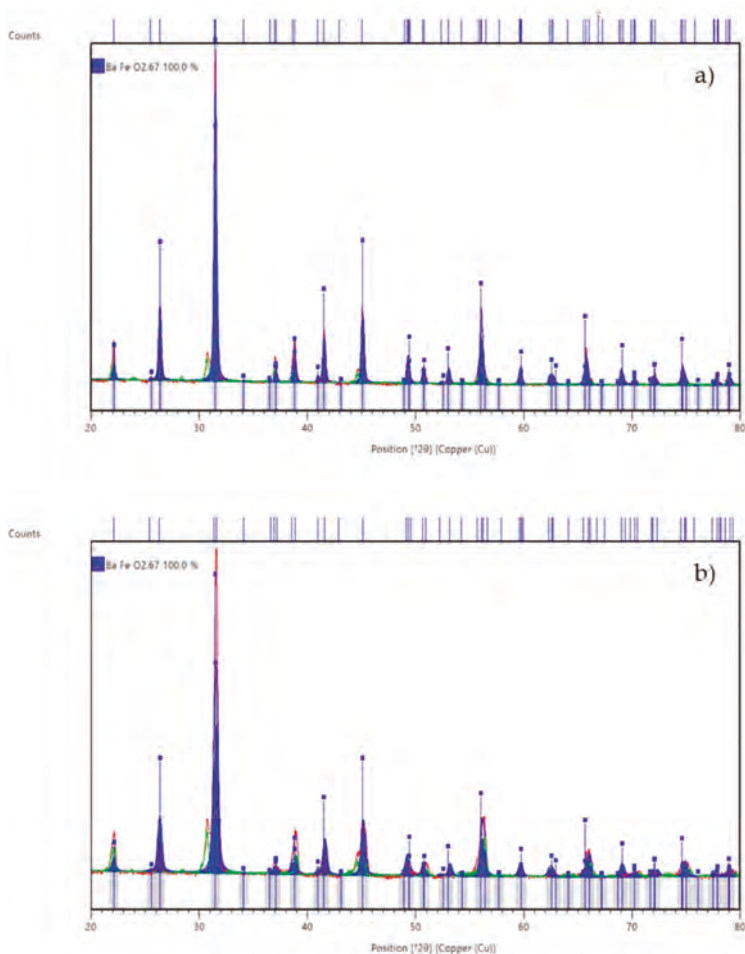 Counts
Ba Fe O2.67 100.0 %
a)
20 30 40 50 60 70 80
Position [°2θ] (Copper (Cu))
Counts
Ba Fe O2.67 100.0 %
b)
20 30 40 50 60 70 80
Position [°2θ] (Copper (Cu))